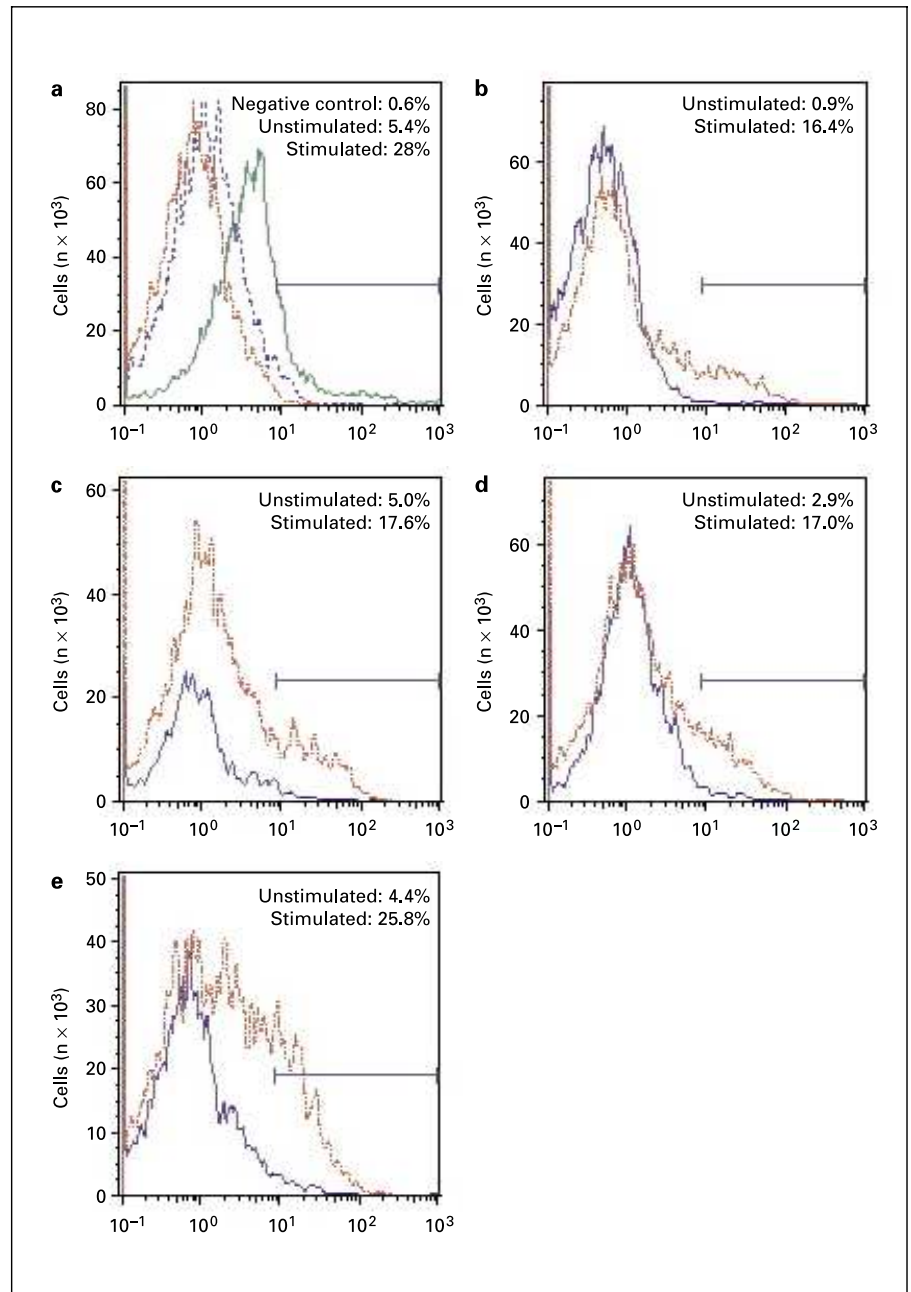 a
Negative control: 0.6%
Unstimulated: 5.4%
Stimulated: 28%
80
60
40
20
0
Cells (n × 10³)
10⁻¹ 10⁰ 10¹ 10² 10³
b
Unstimulated: 0.9%
Stimulated: 16.4%
60
40
20
0
Cells (n × 10³)
10⁻¹ 10⁰ 10¹ 10² 10³
c
Unstimulated: 5.0%
Stimulated: 17.6%
60
40
20
0
Cells (n × 10³)
10⁻¹ 10⁰ 10¹ 10² 10³
d
Unstimulated: 2.9%
Stimulated: 17.0%
60
40
20
0
Cells (n × 10³)
10⁻¹ 10⁰ 10¹ 10² 10³
e
Unstimulated: 4.4%
Stimulated: 25.8%
50
40
30
20
10
0
Cells (n × 10³)
10⁻¹ 10⁰ 10¹ 10² 10³